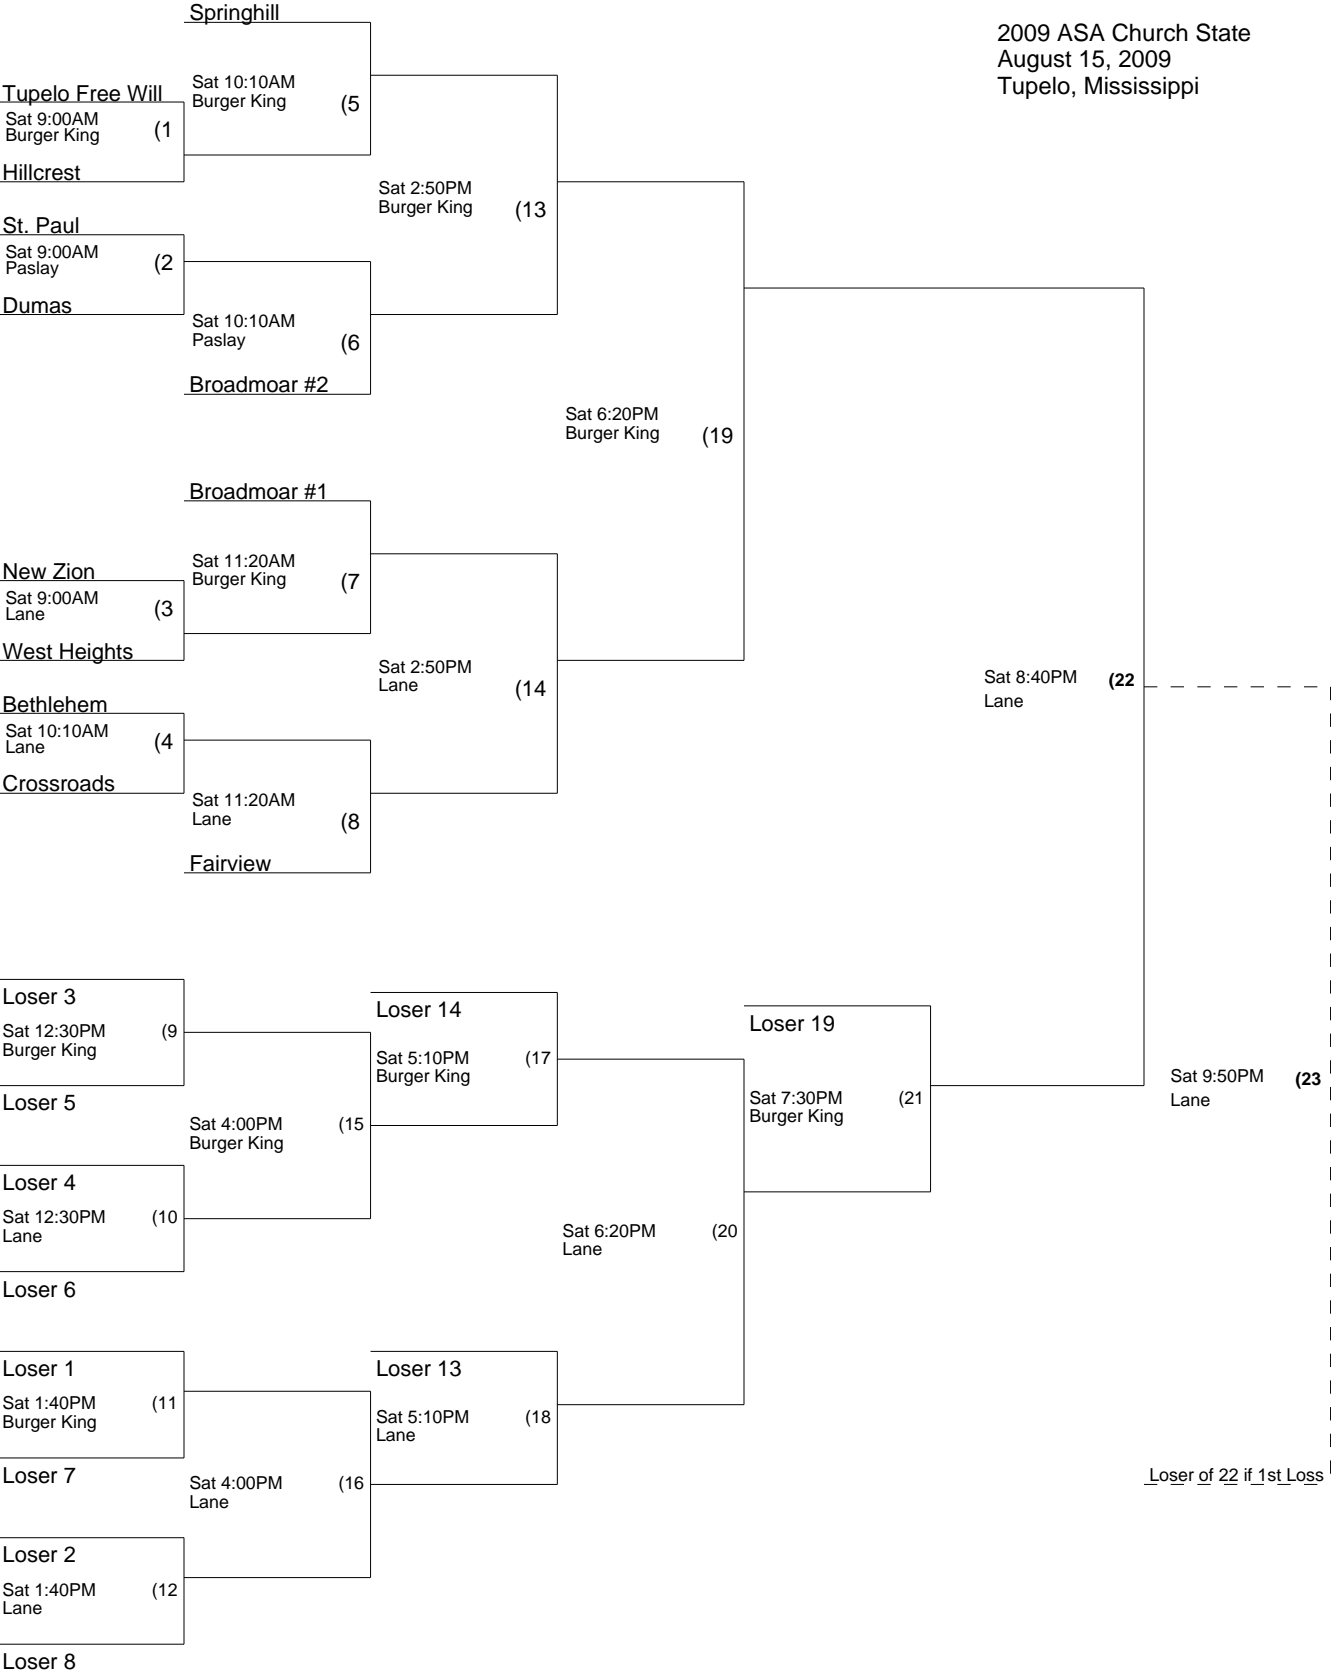 2009 ASA Church State
August 15, 2009
Tupelo, Mississippi
Springhill
Sat 10:10AM
Burger King (5
Tupelo Free Will
Sat 9:00AM
Burger King (1
Hillcrest
Sat 2:50PM
Burger King (13
St. Paul
Sat 9:00AM
Paslay (2
Dumas
Sat 10:10AM
Paslay (6
Broadmoar #2
Sat 6:20PM
Burger King (19
Broadmoar #1
Sat 11:20AM
Burger King (7
New Zion
Sat 9:00AM
Lane (3
West Heights
Sat 2:50PM
Lane (14
Bethlehem
Sat 10:10AM
Lane (4
Crossroads
Sat 11:20AM
Lane (8
Fairview
Sat 8:40PM (22
Lane
Loser 3
Sat 12:30PM (9
Burger King
Loser 5
Loser 14
Sat 5:10PM (17
Burger King
Loser 19
Sat 7:30PM (21
Burger King
Sat 9:50PM (23
Lane
Sat 4:00PM (15
Burger King
Loser 4
Sat 12:30PM (10
Lane
Loser 6
Sat 6:20PM (20
Lane
Loser 1
Sat 1:40PM (11
Burger King
Loser 7
Loser 13
Sat 5:10PM (18
Lane
Sat 4:00PM (16
Lane
Loser of 22 if 1st Loss
Loser 2
Sat 1:40PM (12
Lane
Loser 8